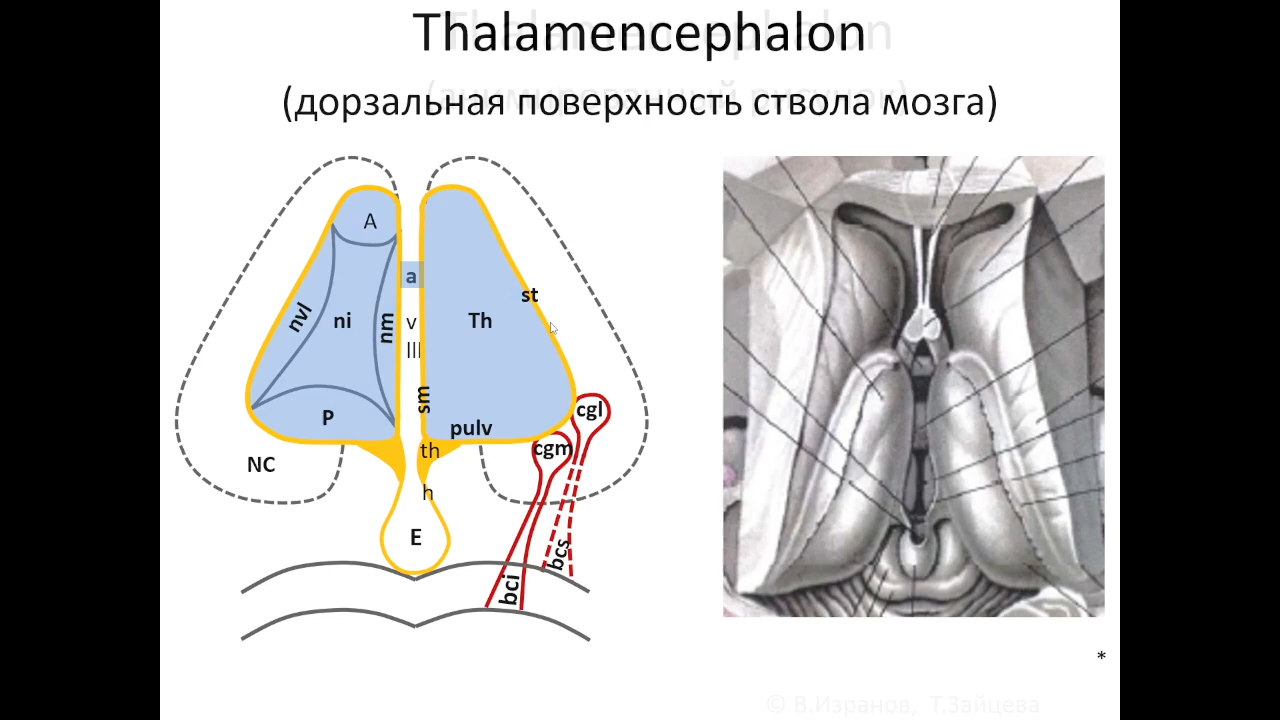 Thalamencephalon
(дорзальная поверхность ствола мозга)
A
a
st
nvl
ni
nm
v
III
Th
sm
cgl
P
pulv
cgm
th
NC
h
E
bcs
bci
*
© В.Изранов, Т.Зайцева